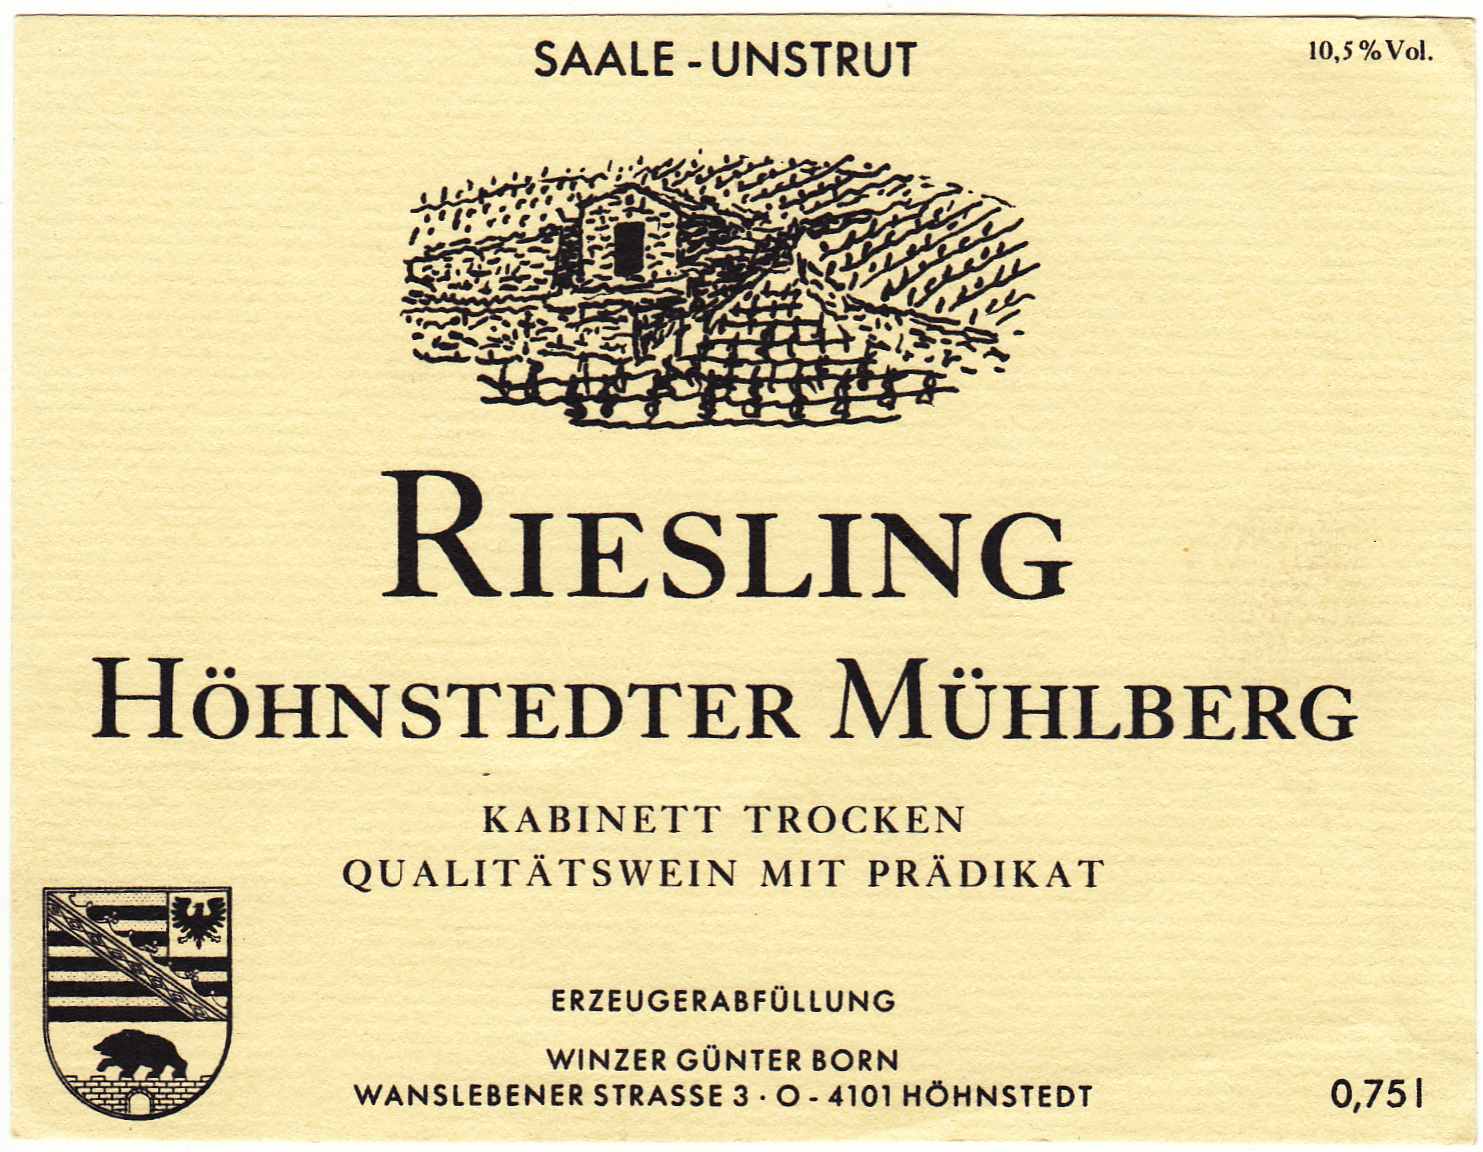 SAALE-UNSTRUT
10,5 % Vol.
RIESLING
HÖHNSTEDTER MÜHLBERG
KABINETT TROCKEN
QUALITÄTSWEIN MIT PRÄDIKAT
ERZEUGERABFÜLLUNG
WINZER GÜNTER BORN
WANSLEBENER STRASSE 3 · O - 4101 HÖHNSTEDT
0,75 l